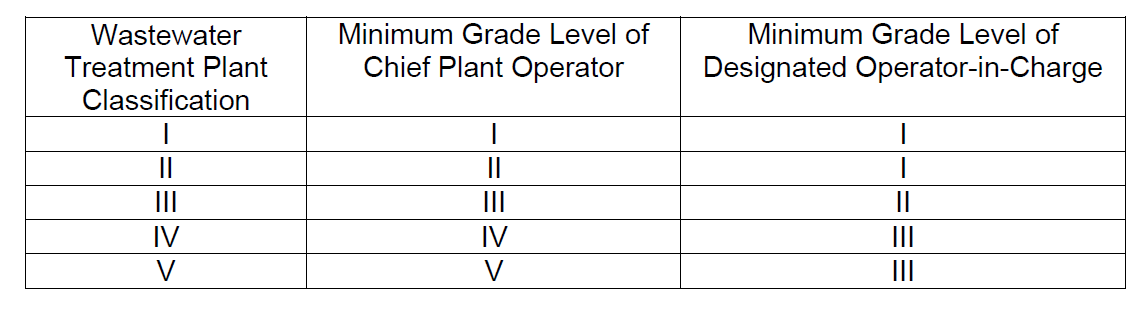 Wastewater
Treatment Plant
Classification
Minimum Grade Level of
Chief Plant Operator
Minimum Grade Level of
Designated Operator-in-Charge
I I I
II II I
III III II
IV IV III
V V III